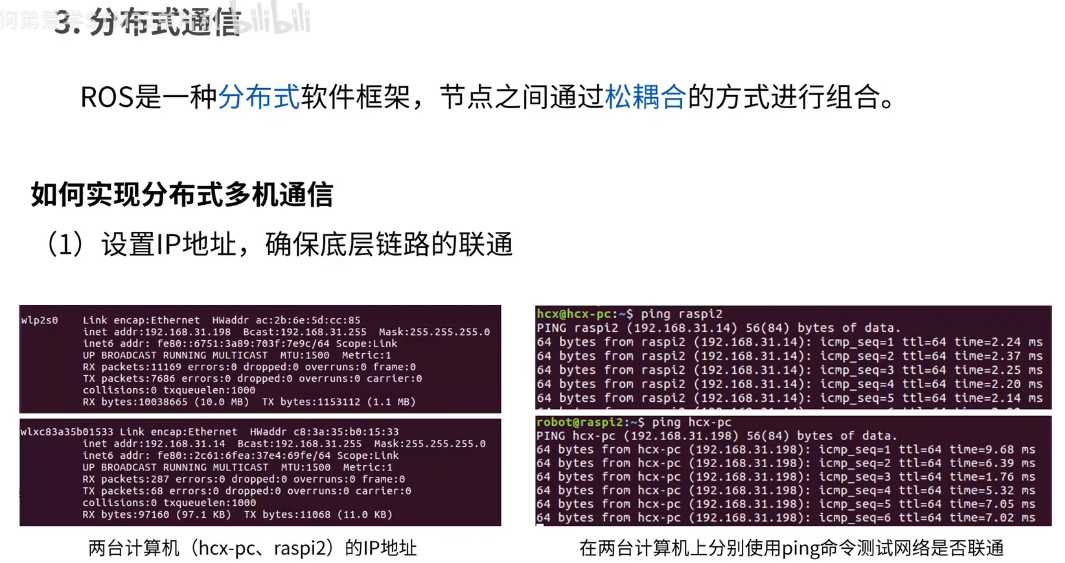 3. 分布式通信
bilibili
ROS是一种分布式软件框架，节点之间通过松耦合的方式进行组合。
如何实现分布式多机通信
（1）设置IP地址，确保底层链路的联通
wlp2s0 Link encap:Ethernet HWaddr ac:2b:6e:5d:cc:85
inet addr:192.168.31.198 Bcast:192.168.31.255 Mask:255.255.255.0
inet6 addr: fe80::6751:3a89:703f:7e9c/64 Scope:Link
UP BROADCAST RUNNING MULTICAST MTU:1500 Metric:1
RX packets:11169 errors:0 dropped:0 overruns:0 frame:0
TX packets:7686 errors:0 dropped:0 overruns:0 carrier:0
collisions:0 txqueuelen:1000
RX bytes:10038665 (10.0 MB) TX bytes:1153112 (1.1 MB)
wlxc83a35b01533 Link encap:Ethernet HWaddr c8:3a:35:b0:15:33
inet addr:192.168.31.14 Bcast:192.168.31.255 Mask:255.255.255.0
inet6 addr: fe80::2c61:6fea:37e4:69fe/64 Scope:Link
UP BROADCAST RUNNING MULTICAST MTU:1500 Metric:1
RX packets:287 errors:0 dropped:0 overruns:0 frame:0
TX packets:68 errors:0 dropped:0 overruns:0 carrier:0
collisions:0 txqueuelen:1000
RX bytes:97160 (97.1 KB) TX bytes:11068 (11.0 KB)
两台计算机（hcx-pc、raspi2）的IP地址
hcx@hcx-pc:~$ ping raspi2
PING raspi2 (192.168.31.14) 56(84) bytes of data.
64 bytes from raspi2 (192.168.31.14): icmp_seq=1 ttl=64 time=2.24 ms
64 bytes from raspi2 (192.168.31.14): icmp_seq=2 ttl=64 time=2.37 ms
64 bytes from raspi2 (192.168.31.14): icmp_seq=3 ttl=64 time=2.25 ms
64 bytes from raspi2 (192.168.31.14): icmp_seq=4 ttl=64 time=2.20 ms
64 bytes from raspi2 (192.168.31.14): icmp_seq=5 ttl=64 time=2.14 ms
robot@raspi2:~$ ping hcx-pc
PING hcx-pc (192.168.31.198) 56(84) bytes of data.
64 bytes from hcx-pc (192.168.31.198): icmp_seq=1 ttl=64 time=9.68 ms
64 bytes from hcx-pc (192.168.31.198): icmp_seq=2 ttl=64 time=6.39 ms
64 bytes from hcx-pc (192.168.31.198): icmp_seq=3 ttl=64 time=1.76 ms
64 bytes from hcx-pc (192.168.31.198): icmp_seq=4 ttl=64 time=5.32 ms
64 bytes from hcx-pc (192.168.31.198): icmp_seq=5 ttl=64 time=7.05 ms
64 bytes from hcx-pc (192.168.31.198): icmp_seq=6 ttl=64 time=7.02 ms
在两台计算机上分别使用ping命令测试网络是否联通